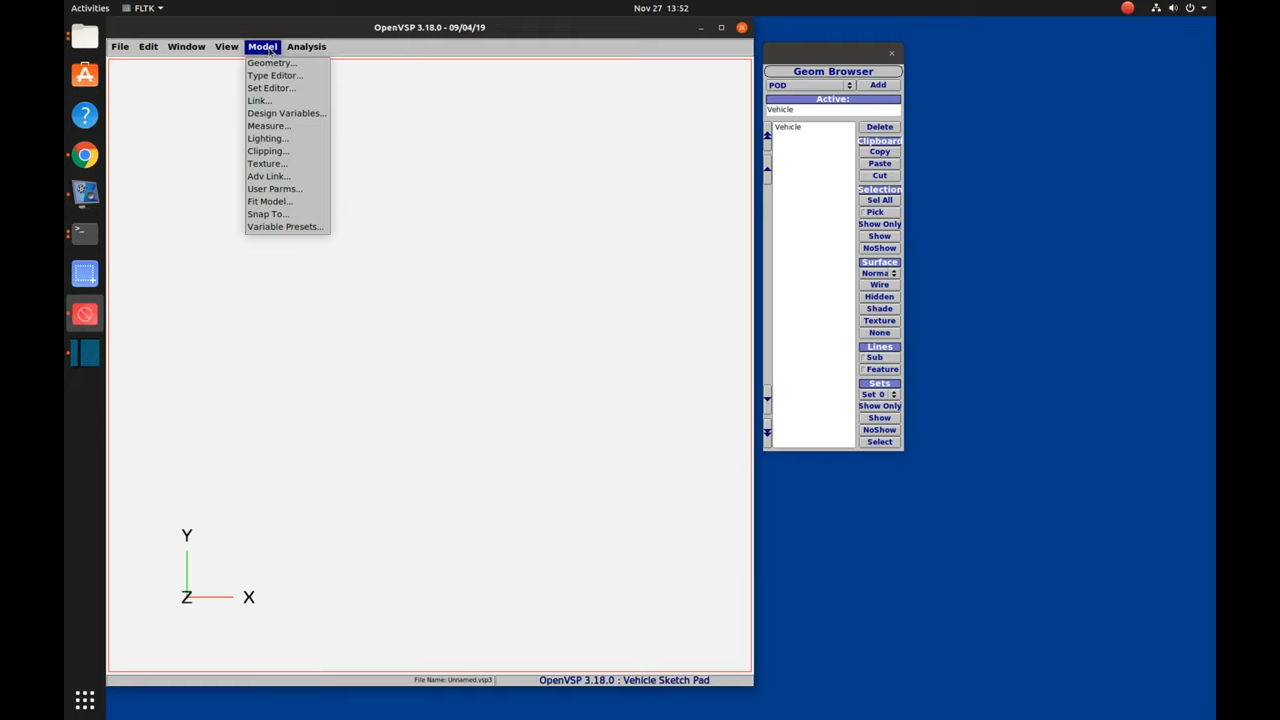 Activities
FLTK
Nov 27 13:52
OpenVSP 3.18.0 - 09/04/19
File Edit Window View Model Analysis
Geometry...
Type Editor...
Set Editor...
Link...
Design Variables...
Measure...
Lighting...
Clipping...
Texture...
Adv Link...
User Parms...
Fit Model...
Snap To...
Variable Presets...
Y
Z
X
File Name: Unnamed.vsp3
OpenVSP 3.18.0 : Vehicle Sketch Pad
Geom Browser
POD
Add
Active:
Vehicle
Vehicle
Delete
Clipboard
Copy
Paste
Cut
Selection
Sel All
Pick
Show Only
Show
NoShow
Surface
Norma
Wire
Hidden
Shade
Texture
None
Lines
Sub
Feature
Sets
Set 0
Show Only
Show
NoShow
Select